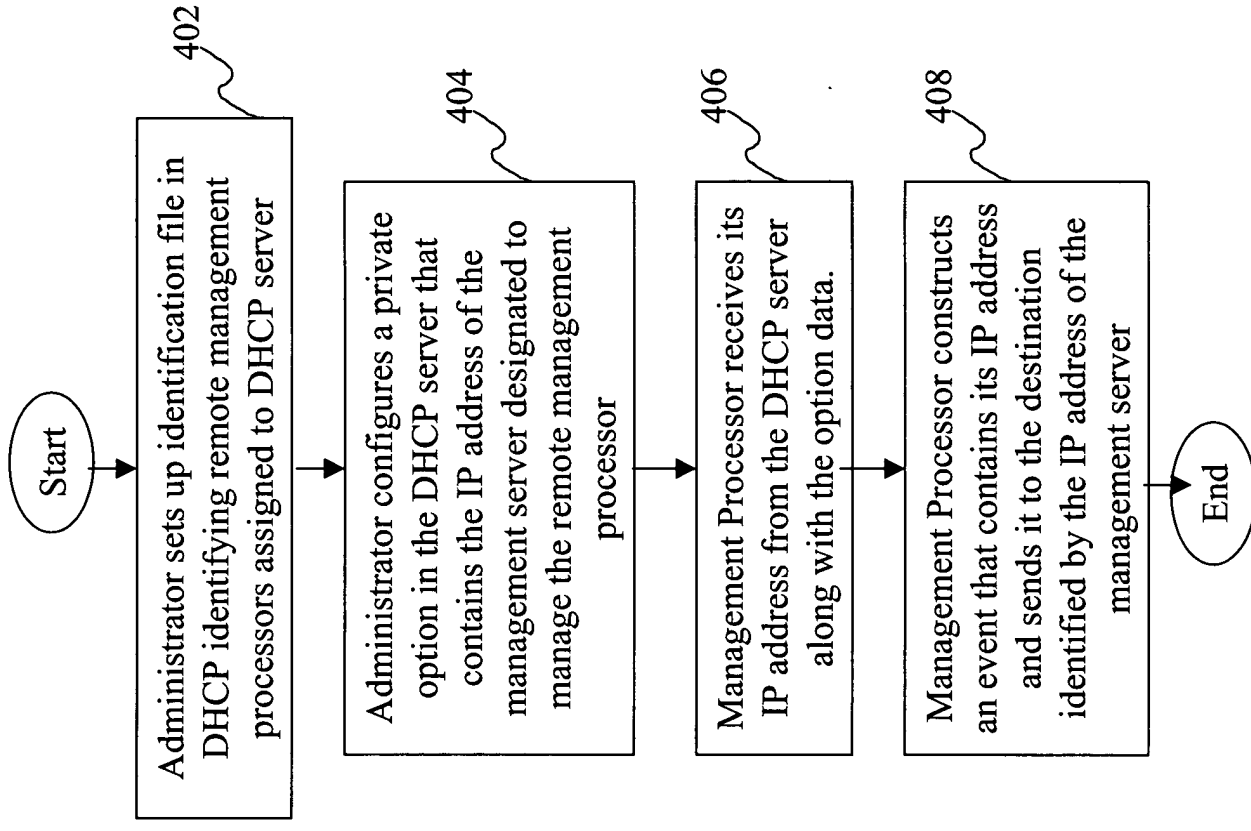 Start
Administrator sets up identification file in
DHCP identifying remote management
processors assigned to DHCP server
402
Administrator configures a private
option in the DHCP server that
contains the IP address of the
management server designated to
manage the remote management
processor
404
Management Processor receives its
IP address from the DHCP server
along with the option data.
406
Management Processor constructs
an event that contains its IP address
and sends it to the destination
identified by the IP address of the
management server
408
End